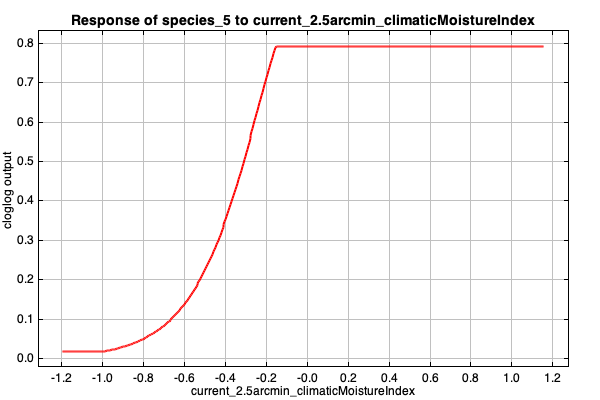 Response of species_5 to current_2.5arcmin_climaticMoistureIndex
cloglog output
0.8
0.7
0.6
0.5
0.4
0.3
0.2
0.1
0.0
-1.2 -1.0 -0.8 -0.6 -0.4 -0.2 -0.0 0.2 0.4 0.6 0.8 1.0 1.2
current_2.5arcmin_climaticMoistureIndex